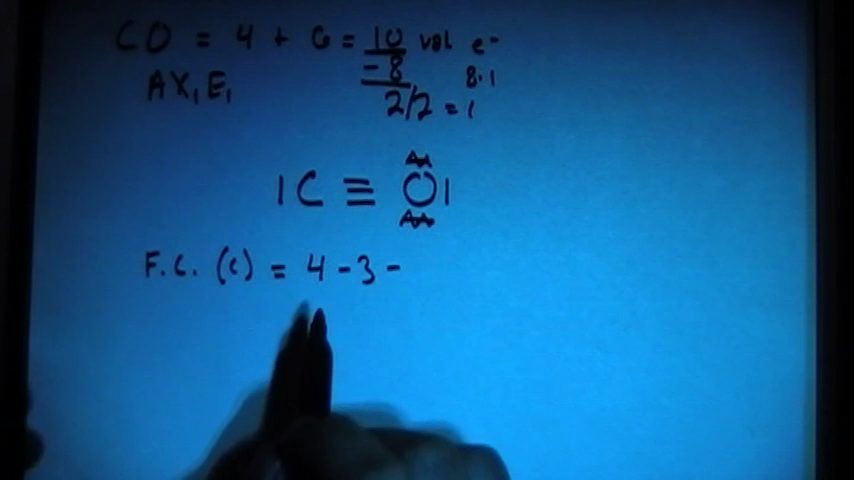 CO = 4 + 6 = 10 val e-
- 8 8·1
AX₁E₁ 2/2 = 1
|C ≡ O|
F.C. (C) = 4 - 3 -